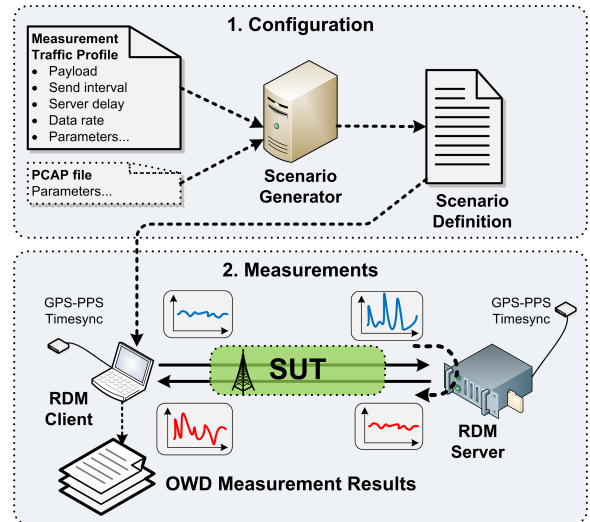 1. Configuration
Measurement
Traffic Profile
• Payload
• Send interval
• Server delay
• Data rate
• Parameters...
PCAP file
Parameters...
Scenario
Generator
Scenario
Definition
2. Measurements
GPS-PPS
Timesync
GPS-PPS
Timesync
SUT
RDM
Client
RDM
Server
OWD Measurement Results